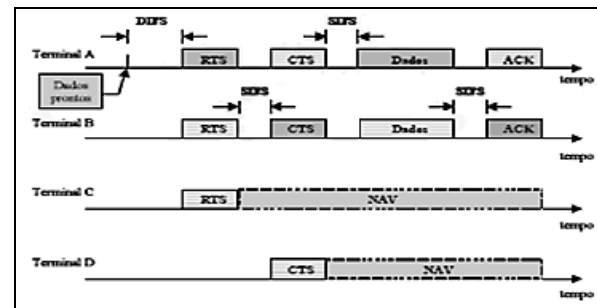 DIFS
SIFS
Terminal A
RTS
CTS
Dados
ACK
tempo
Dados
prontos
SIFS
SIFS
Terminal B
RTS
CTS
Dados
ACK
tempo
Terminal C
RTS
NAV
tempo
Terminal D
CTS
NAV
tempo